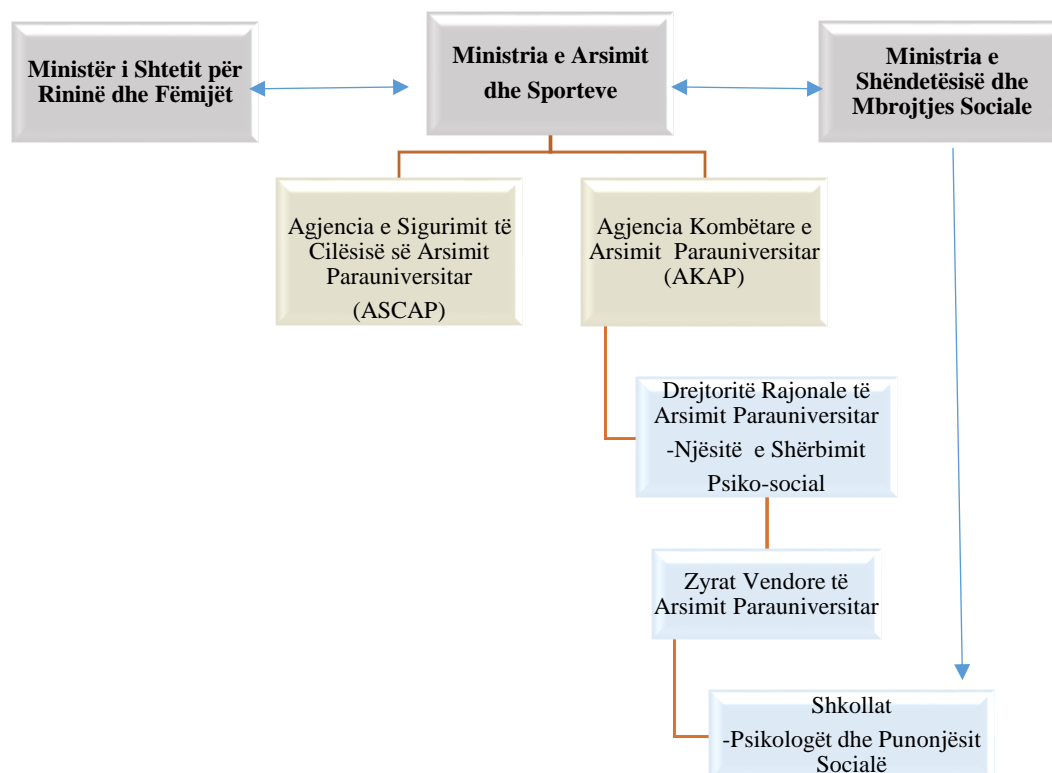 Ministër i Shtetit për
Rininë dhe Fëmijët
Ministria e Arsimit
dhe Sporteve
Ministria e
Shëndetësisë dhe
Mbrojtjes Sociale
Agjencia e Sigurimit të
Cilësisë së Arsimit
Parauniversitar
(ASCAP)
Agjencia Kombëtare e
Arsimit Parauniversitar
(AKAP)
Drejtoritë Rajonale të
Arsimit Parauniversitar
-Njësitë e Shërbimit
Psiko-social
Zyrat Vendore të
Arsimit Parauniversitar
Shkollat
-Psikologët dhe Punonjësit
Socialë